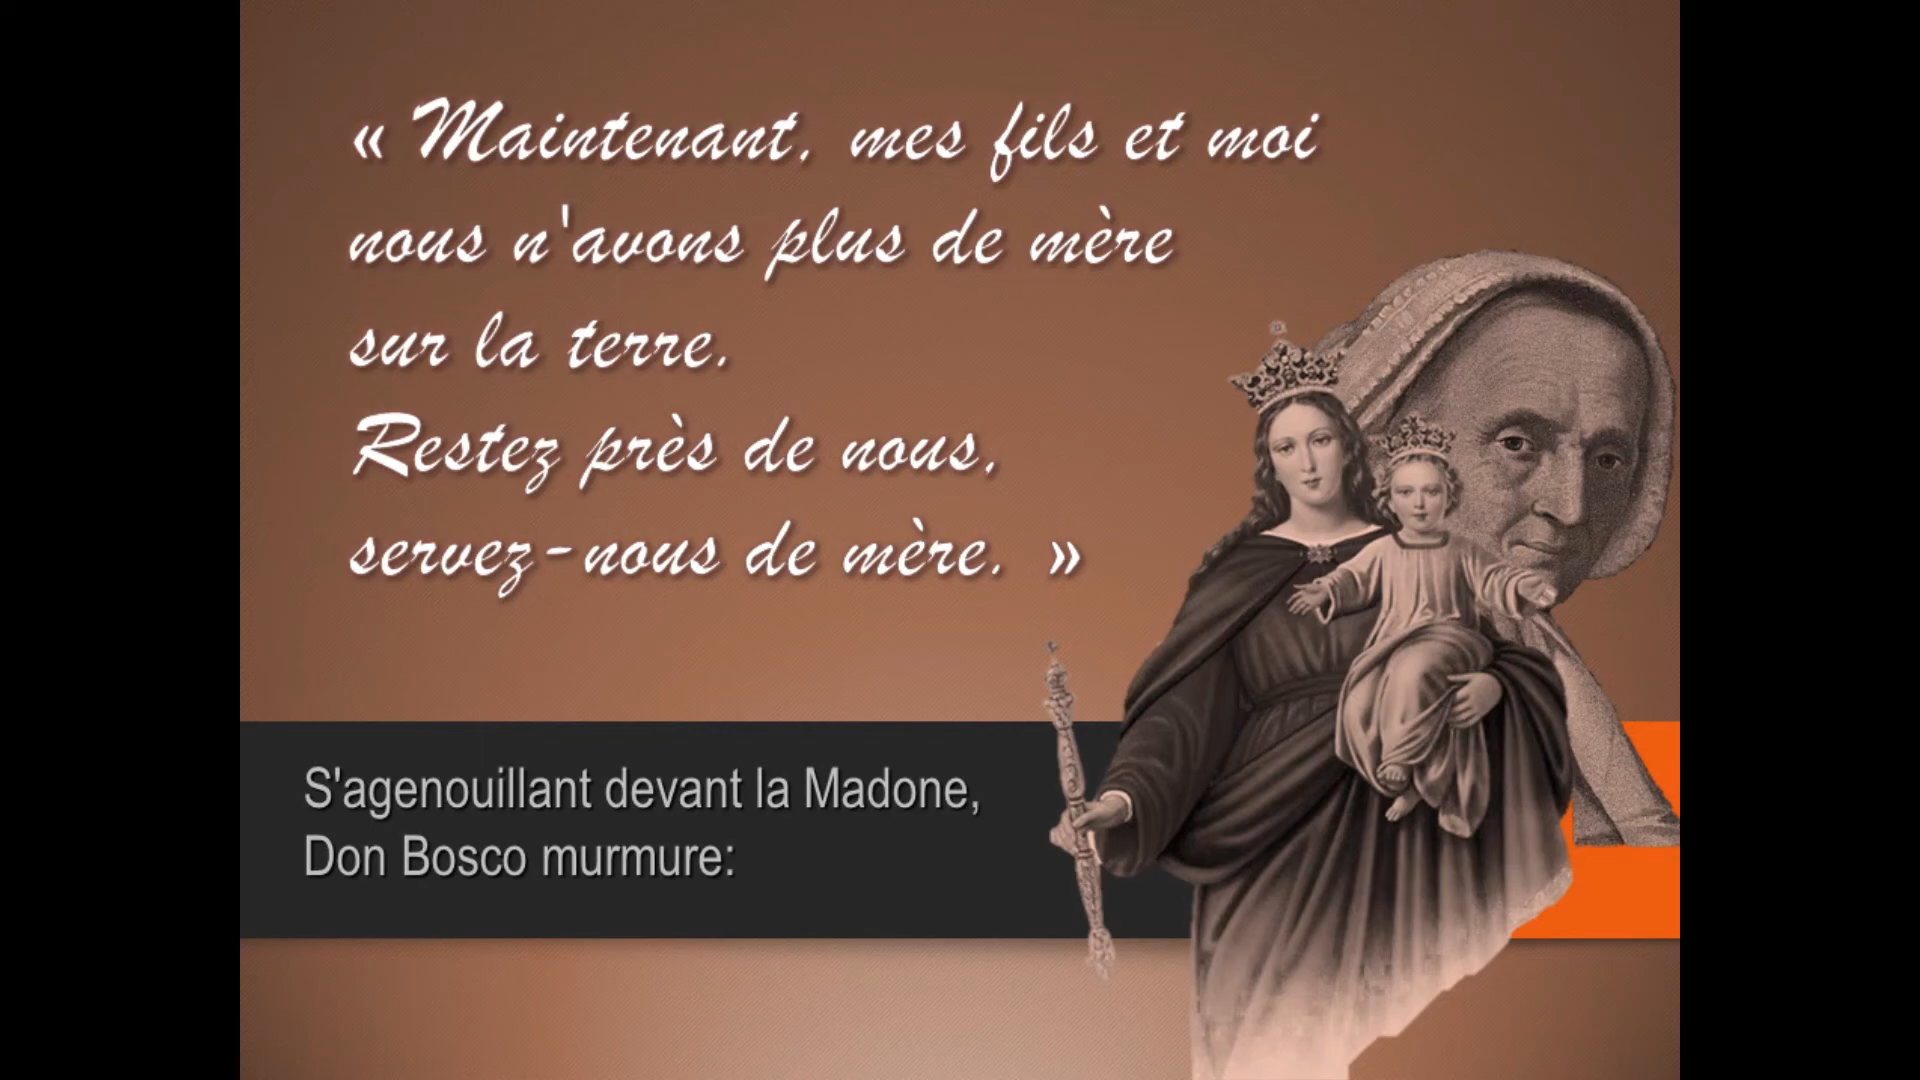 « Maintenant, mes fils et moi
nous n'avons plus de mère
sur la terre.
Restez près de nous,
servez-nous de mère. »
S'agenouillant devant la Madone,
Don Bosco murmure: